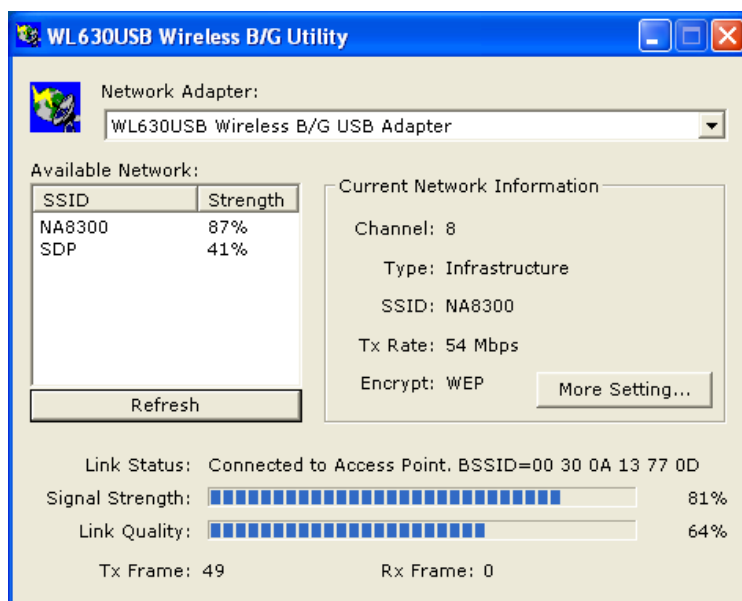 WL630USB Wireless B/G Utility
Network Adapter:
WL630USB Wireless B/G USB Adapter
Available Network:
SSID Strength
NA8300 87%
SDP 41%
Refresh
Current Network Information
Channel: 8
Type: Infrastructure
SSID: NA8300
Tx Rate: 54 Mbps
Encrypt: WEP
More Setting...
Link Status: Connected to Access Point. BSSID=00 30 0A 13 77 0D
Signal Strength: 81%
Link Quality: 64%
Tx Frame: 49 Rx Frame: 0